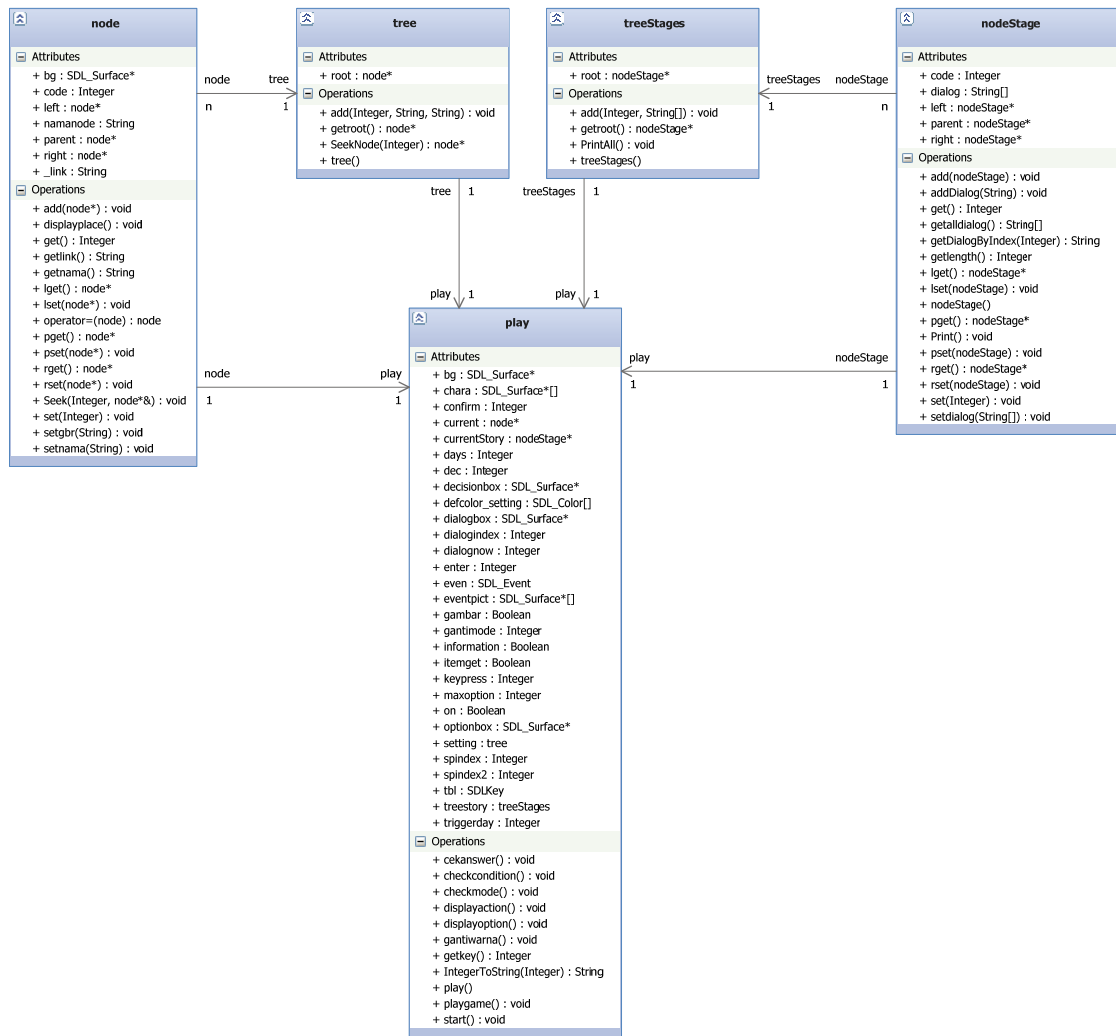 node
Attributes
+ bg : SDL_Surface*
+ code : Integer
+ left : node*
+ namanode : String
+ parent : node*
+ right : node*
+ _link : String
Operations
+ add(node*) : void
+ displayplace() : void
+ get() : Integer
+ getlink() : String
+ getnama() : String
+ lget() : node*
+ lset(node*) : void
+ operator=(node) : node
+ pget() : node*
+ pset(node*) : void
+ rget() : node*
+ rset(node*) : void
+ Seek(Integer, node*&) : void
+ set(Integer) : void
+ setgbr(String) : void
+ setnama(String) : void
node
tree
n
1
tree
Attributes
+ root : node*
Operations
+ add(Integer, String, String) : void
+ getroot() : node*
+ SeekNode(Integer) : node*
+ tree()
treeStages
Attributes
+ root : nodeStage*
Operations
+ add(Integer, String[]) : void
+ getroot() : nodeStage*
+ PrintAll() : void
+ treeStages()
treeStages
nodeStage
1
n
nodeStage
Attributes
+ code : Integer
+ dialog : String[]
+ left : nodeStage*
+ parent : nodeStage*
+ right : nodeStage*
Operations
+ add(nodeStage) : void
+ addDialog(String) : void
+ get() : Integer
+ getalldialog() : String[]
+ getDialogByIndex(Integer) : String
+ getlength() : Integer
+ lget() : nodeStage*
+ lset(nodeStage) : void
+ nodeStage()
+ pget() : nodeStage*
+ Print() : void
+ pset(nodeStage) : void
+ rget() : nodeStage*
+ rset(nodeStage) : void
+ set(Integer) : void
+ setdialog(String[]) : void
tree
1
treeStages
1
play
1
play
1
node
play
1
1
play
nodeStage
1
1
play
Attributes
+ bg : SDL_Surface*
+ chara : SDL_Surface*[]
+ confirm : Integer
+ current : node*
+ currentStory : nodeStage*
+ days : Integer
+ dec : Integer
+ decisionbox : SDL_Surface*
+ defcolor_setting : SDL_Color[]
+ dialogbox : SDL_Surface*
+ dialogindex : Integer
+ dialognow : Integer
+ enter : Integer
+ even : SDL_Event
+ eventpict : SDL_Surface*[]
+ gambar : Boolean
+ gantimode : Integer
+ information : Boolean
+ itemget : Boolean
+ keypress : Integer
+ maxoption : Integer
+ on : Boolean
+ optionbox : SDL_Surface*
+ setting : tree
+ spindex : Integer
+ spindex2 : Integer
+ tbl : SDLKey
+ treestory : treeStages
+ triggerday : Integer
Operations
+ cekanswer() : void
+ checkcondition() : void
+ checkmode() : void
+ displayaction() : void
+ displayoption() : void
+ gantiwarna() : void
+ getkey() : Integer
+ IntegerToString(Integer) : String
+ play()
+ playgame() : void
+ start() : void